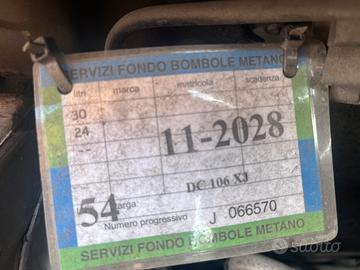 SERVIZI FONDO BOMBOLE METANO
litri marca matricola scadenza
30
24
--
11-2028
DC 106 XJ
54 targa
Numero progressivo J 066570
SERVIZI FONDO BOMBOLE METANO
subito